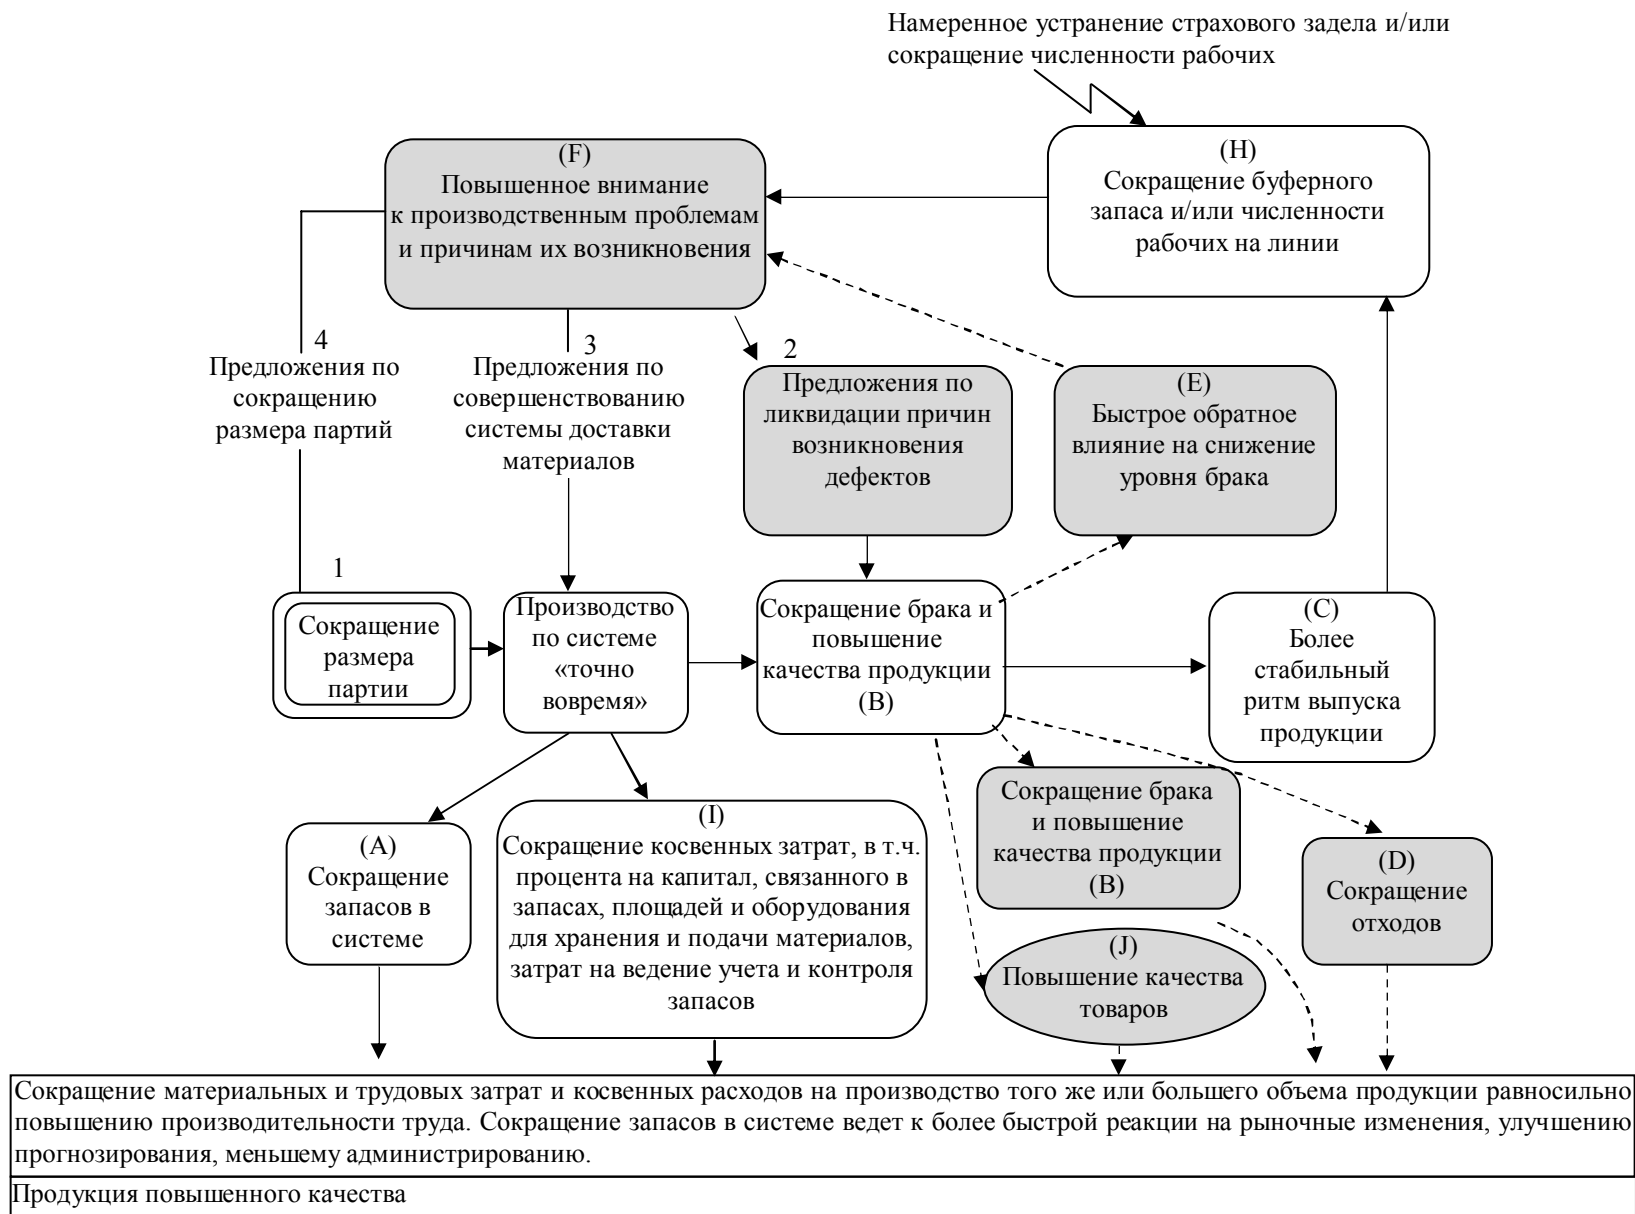 Намеренное устранение страхового задела и/или
сокращение численности рабочих
(F)
Повышенное внимание
к производственным проблемам
и причинам их возникновения
(H)
Сокращение буферного
запаса и/или численности
рабочих на линии
4
Предложения по
сокращению
размера партий
3
Предложения по
совершенствованию
системы доставки
материалов
2
Предложения по
ликвидации причин
возникновения
дефектов
(E)
Быстрое обратное
влияние на снижение
уровня брака
1
Сокращение
размера
партии
Производство
по системе
«точно
вовремя»
Сокращение брака и
повышение
качества продукции
(B)
(C)
Более
стабильный
ритм выпуска
продукции
(A)
Сокращение
запасов в
системе
(I)
Сокращение косвенных затрат, в т.ч.
процента на капитал, связанного в
запасах, площадей и оборудования
для хранения и подачи материалов,
затрат на ведение учета и контроля
запасов
Сокращение брака
и повышение
качества продукции
(B)
(J)
Повышение качества
товаров
(D)
Сокращение
отходов
Сокращение материальных и трудовых затрат и косвенных расходов на производство того же или большего объема продукции равносильно
повышению производительности труда. Сокращение запасов в системе ведет к более быстрой реакции на рыночные изменения, улучшению
прогнозирования, меньшему администрированию.
Продукция повышенного качества